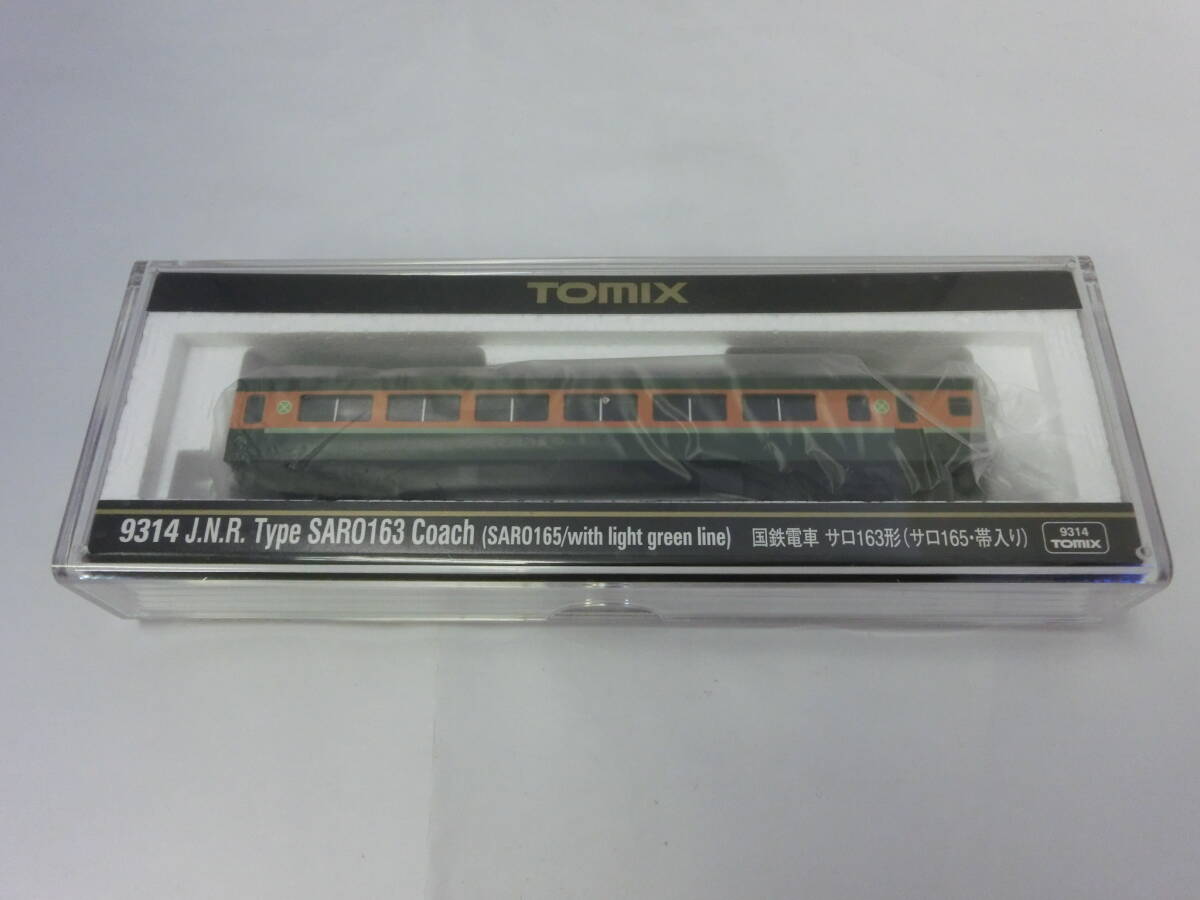 TOMIX
9314 J.N.R. Type SARO163 Coach (SARO165/with light green line) 国鉄電車 サロ163形(サロ165・帯入り)
9314
TOMIX